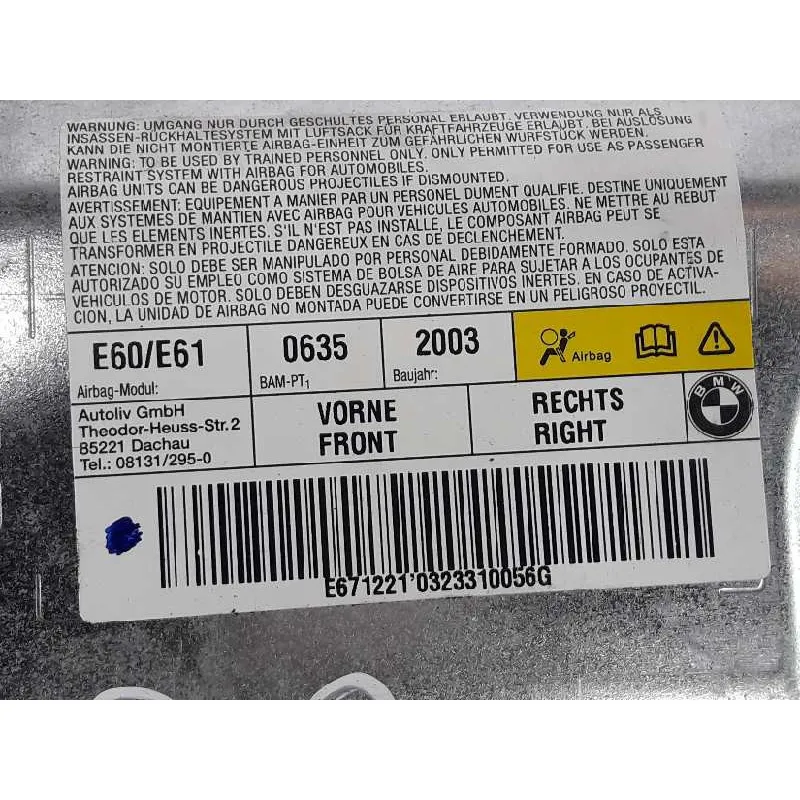 WARNUNG: UMGANG NUR DURCH GESCHULTES PERSONAL ERLAUBT. VERWENDUNG NUR ALS
INSASSEN-RÜCKHALTESYSTEM MIT LUFTSACK FÜR KRAFTFAHRZEUGE ERLAUBT. BEI AUSLÖSUNG
KANN DIE NICHT MONTIERTE AIRBAG-EINHEIT ZUM GEFÄHRLICHEN WURFSTÜCK WERDEN.
WARNING: TO BE USED BY TRAINED PERSONNEL ONLY. ONLY PERMITTED FOR USE AS PASSENGER
RESTRAINT SYSTEM WITH AIRBAG FOR AUTOMOBILES.
AIRBAG UNITS CAN BE DANGEROUS PROJECTILES IF DISMOUNTED.
AVERTISSEMENT: EQUIPEMENT A MANIER PAR UN PERSONEL DUMENT QUALIFIE. DESTINE UNIQUEMENT
AUX SYSTEMES DE MANTIEN AVEC AIRBAG POUR VEHICULES AUTOMOBILES. NE METTRE AU REBUT
QUE LES ELEMENTS INERTES. S'IL N'EST PAS INSTALLE, LE COMPOSANT AIRBAG PEUT SE
TRANSFORMER EN PROJECTILE DANGEREUX EN CAS DE DECLENCHEMENT.
ATENCION: SOLO DEBE SER MANIPULADO POR PERSONAL DEBIDAMENTE FORMADO. SOLO ESTA
AUTORIZADO SU EMPLEO COMO SISTEMA DE BOLSA DE AIRE PARA SUJETAR A LOS OCUPANTES DE
VEHICULOS DE MOTOR. SOLO DEBEN DESGUAZARSE DISPOSITIVOS INERTES. EN CASO DE ACTIVA-
CION, LA UNIDAD DE AIRBAG NO MONTADA PUEDE CONVERTIRSE EN UN PELIGROSO PROYECTIL.
E60/E61
Airbag-Modul:
0635
BAM-PT1
2003
Baujahr:
Airbag
Autoliv GmbH
Theodor-Heuss-Str. 2
85221 Dachau
Tel.: 08131/295-0
VORNE
FRONT
RECHTS
RIGHT
BMW
E671221'0323310056G